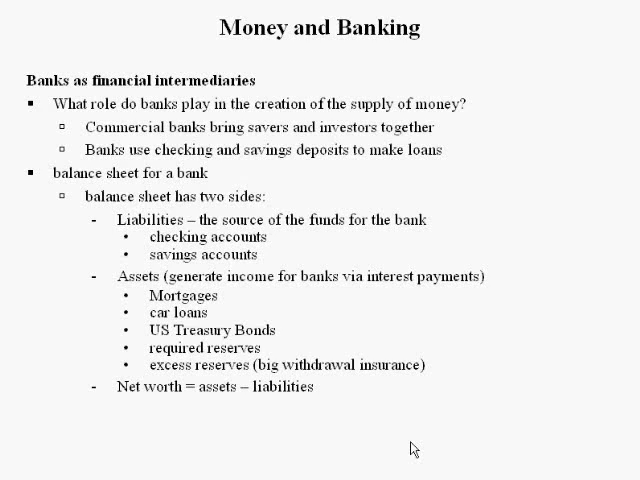 Money and Banking
Banks as financial intermediaries
▪ What role do banks play in the creation of the supply of money?
▫ Commercial banks bring savers and investors together
▫ Banks use checking and savings deposits to make loans
▪ balance sheet for a bank
▫ balance sheet has two sides:
- Liabilities – the source of the funds for the bank
• checking accounts
• savings accounts
- Assets (generate income for banks via interest payments)
• Mortgages
• car loans
• US Treasury Bonds
• required reserves
• excess reserves (big withdrawal insurance)
- Net worth = assets – liabilities